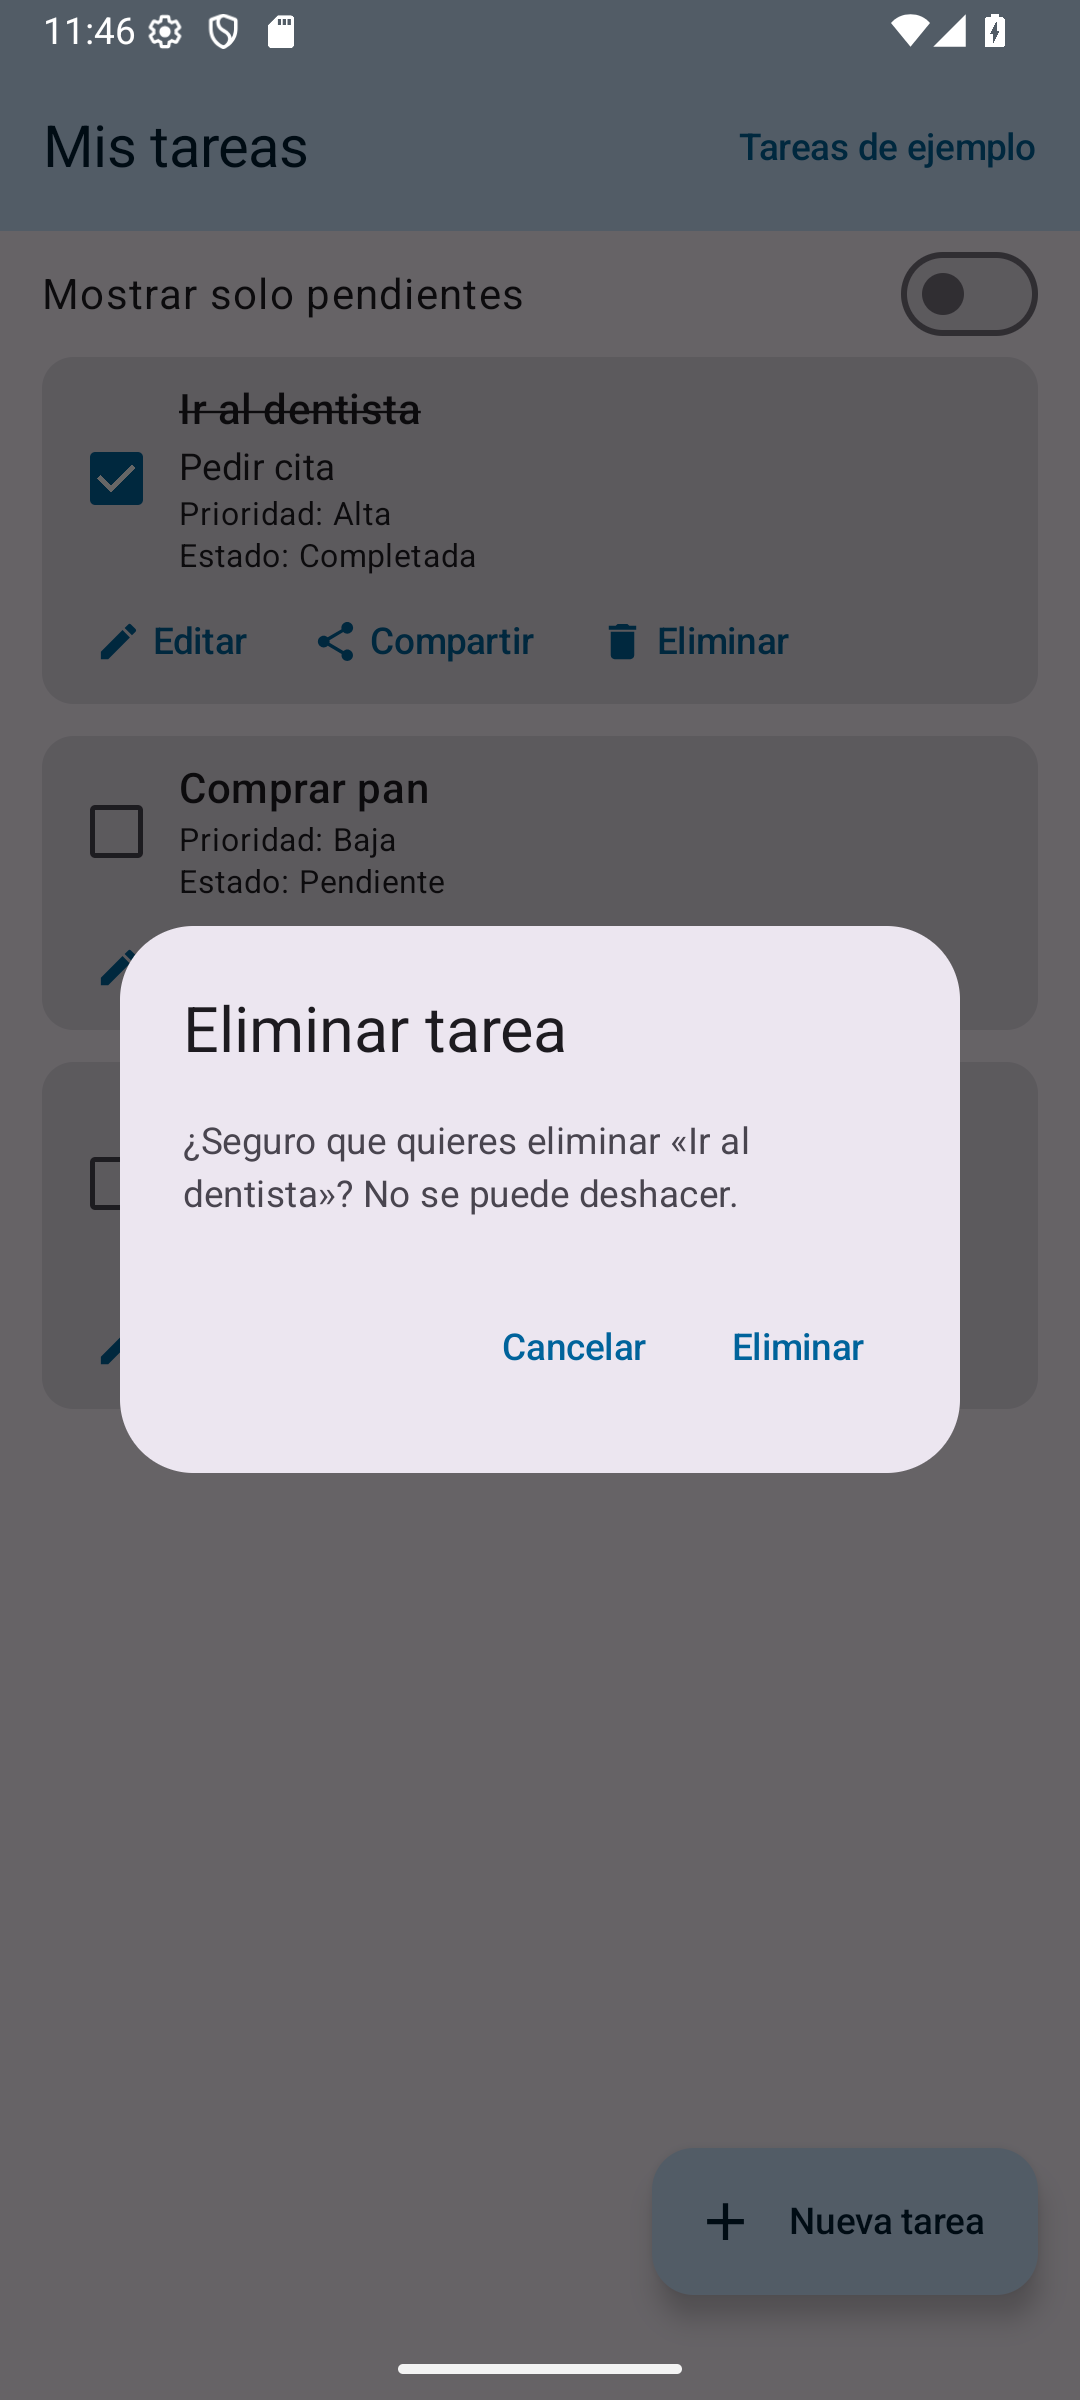 11:46
Mis tareas
Tareas de ejemplo
Mostrar solo pendientes
Ir al dentista
Pedir cita
Prioridad: Alta
Estado: Completada
Editar
Compartir
Eliminar
Comprar pan
Prioridad: Baja
Estado: Pendiente
Eliminar tarea
¿Seguro que quieres eliminar «Ir al
dentista»? No se puede deshacer.
Cancelar
Eliminar
Nueva tarea